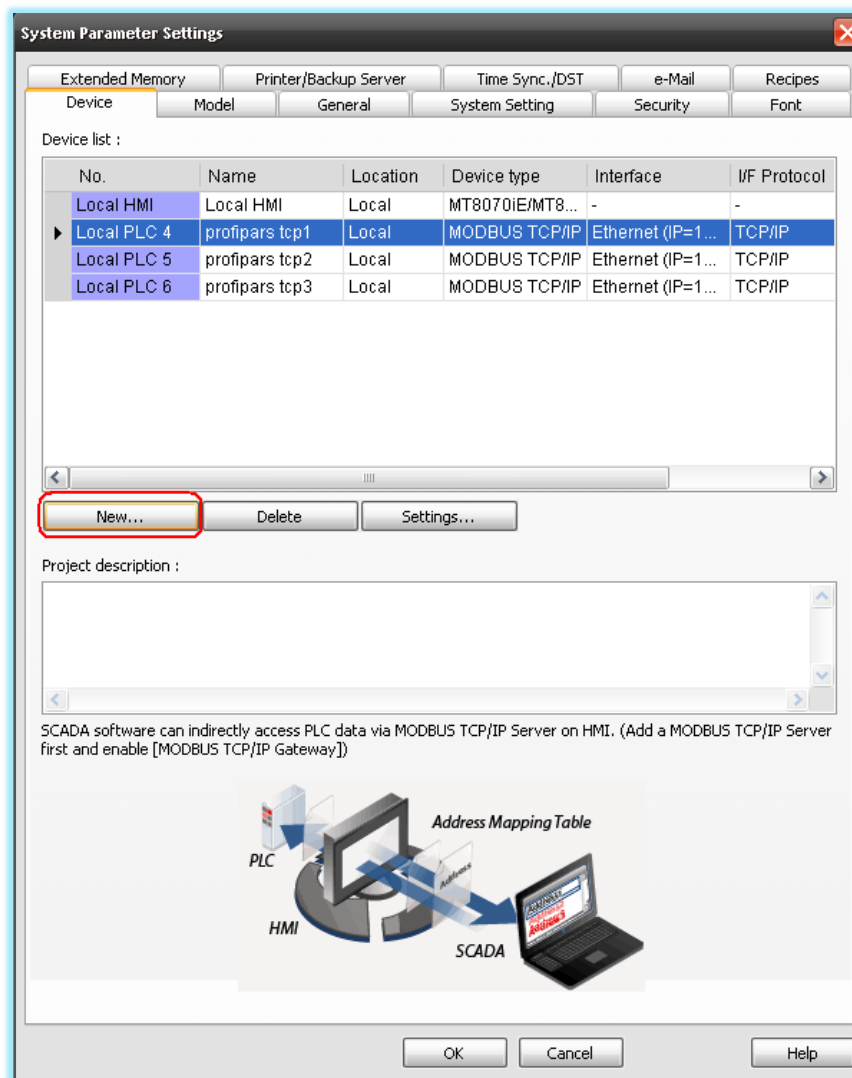 System Parameter Settings
Extended Memory Printer/Backup Server Time Sync./DST e-Mail Recipes
Device Model General System Setting Security Font
Device list :
No. Name Location Device type Interface I/F Protocol
Local HMI Local HMI Local MT8070iE/MT8... - -
Local PLC 4 profipars tcp1 Local MODBUS TCP/IP Ethernet (IP=1... TCP/IP
Local PLC 5 profipars tcp2 Local MODBUS TCP/IP Ethernet (IP=1... TCP/IP
Local PLC 6 profipars tcp3 Local MODBUS TCP/IP Ethernet (IP=1... TCP/IP
New... Delete Settings...
Project description :
SCADA software can indirectly access PLC data via MODBUS TCP/IP Server on HMI. (Add a MODBUS TCP/IP Server
first and enable [MODBUS TCP/IP Gateway])
Address Mapping Table
PLC
Address
HMI
SCADA
OK Cancel Help